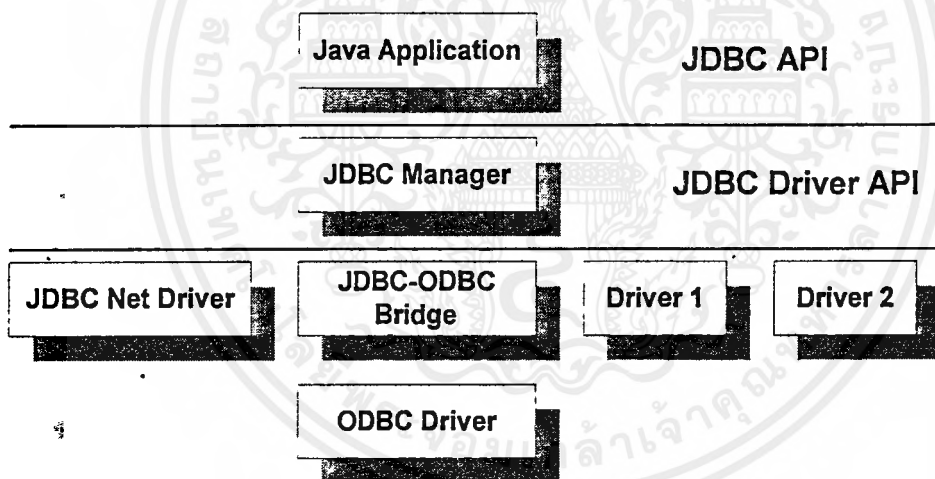 Java Application
JDBC API
JDBC Manager
JDBC Driver API
JDBC Net Driver
JDBC-ODBC
Bridge
Driver 1
Driver 2
ODBC Driver